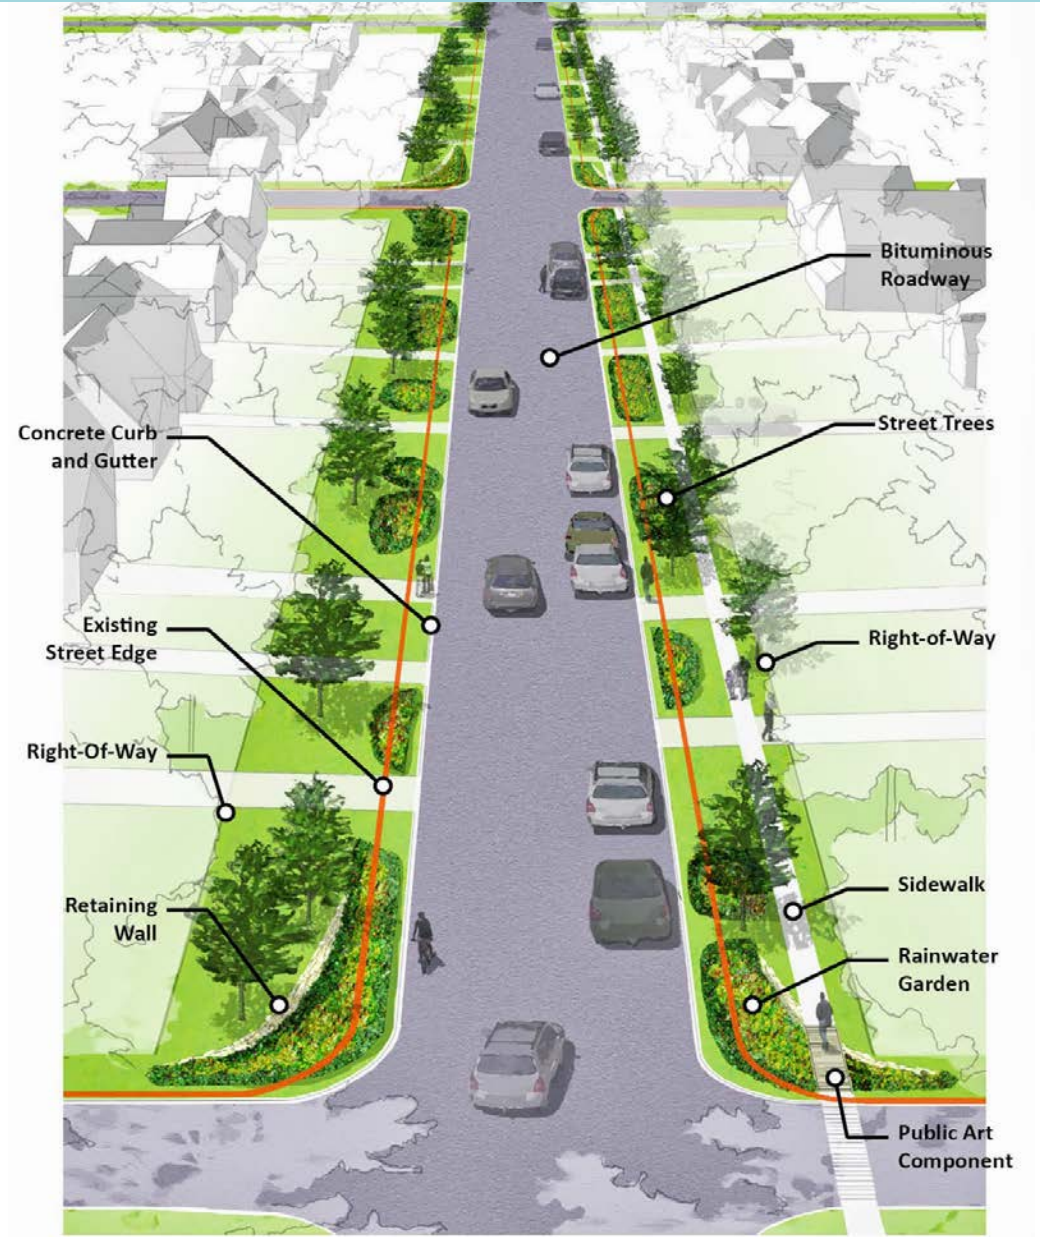 Bituminous
Roadway
Street Trees
Concrete Curb
and Gutter
Existing
Street Edge
Right-of-Way
Right-Of-Way
Sidewalk
Retaining
Wall
Rainwater
Garden
Public Art
Component